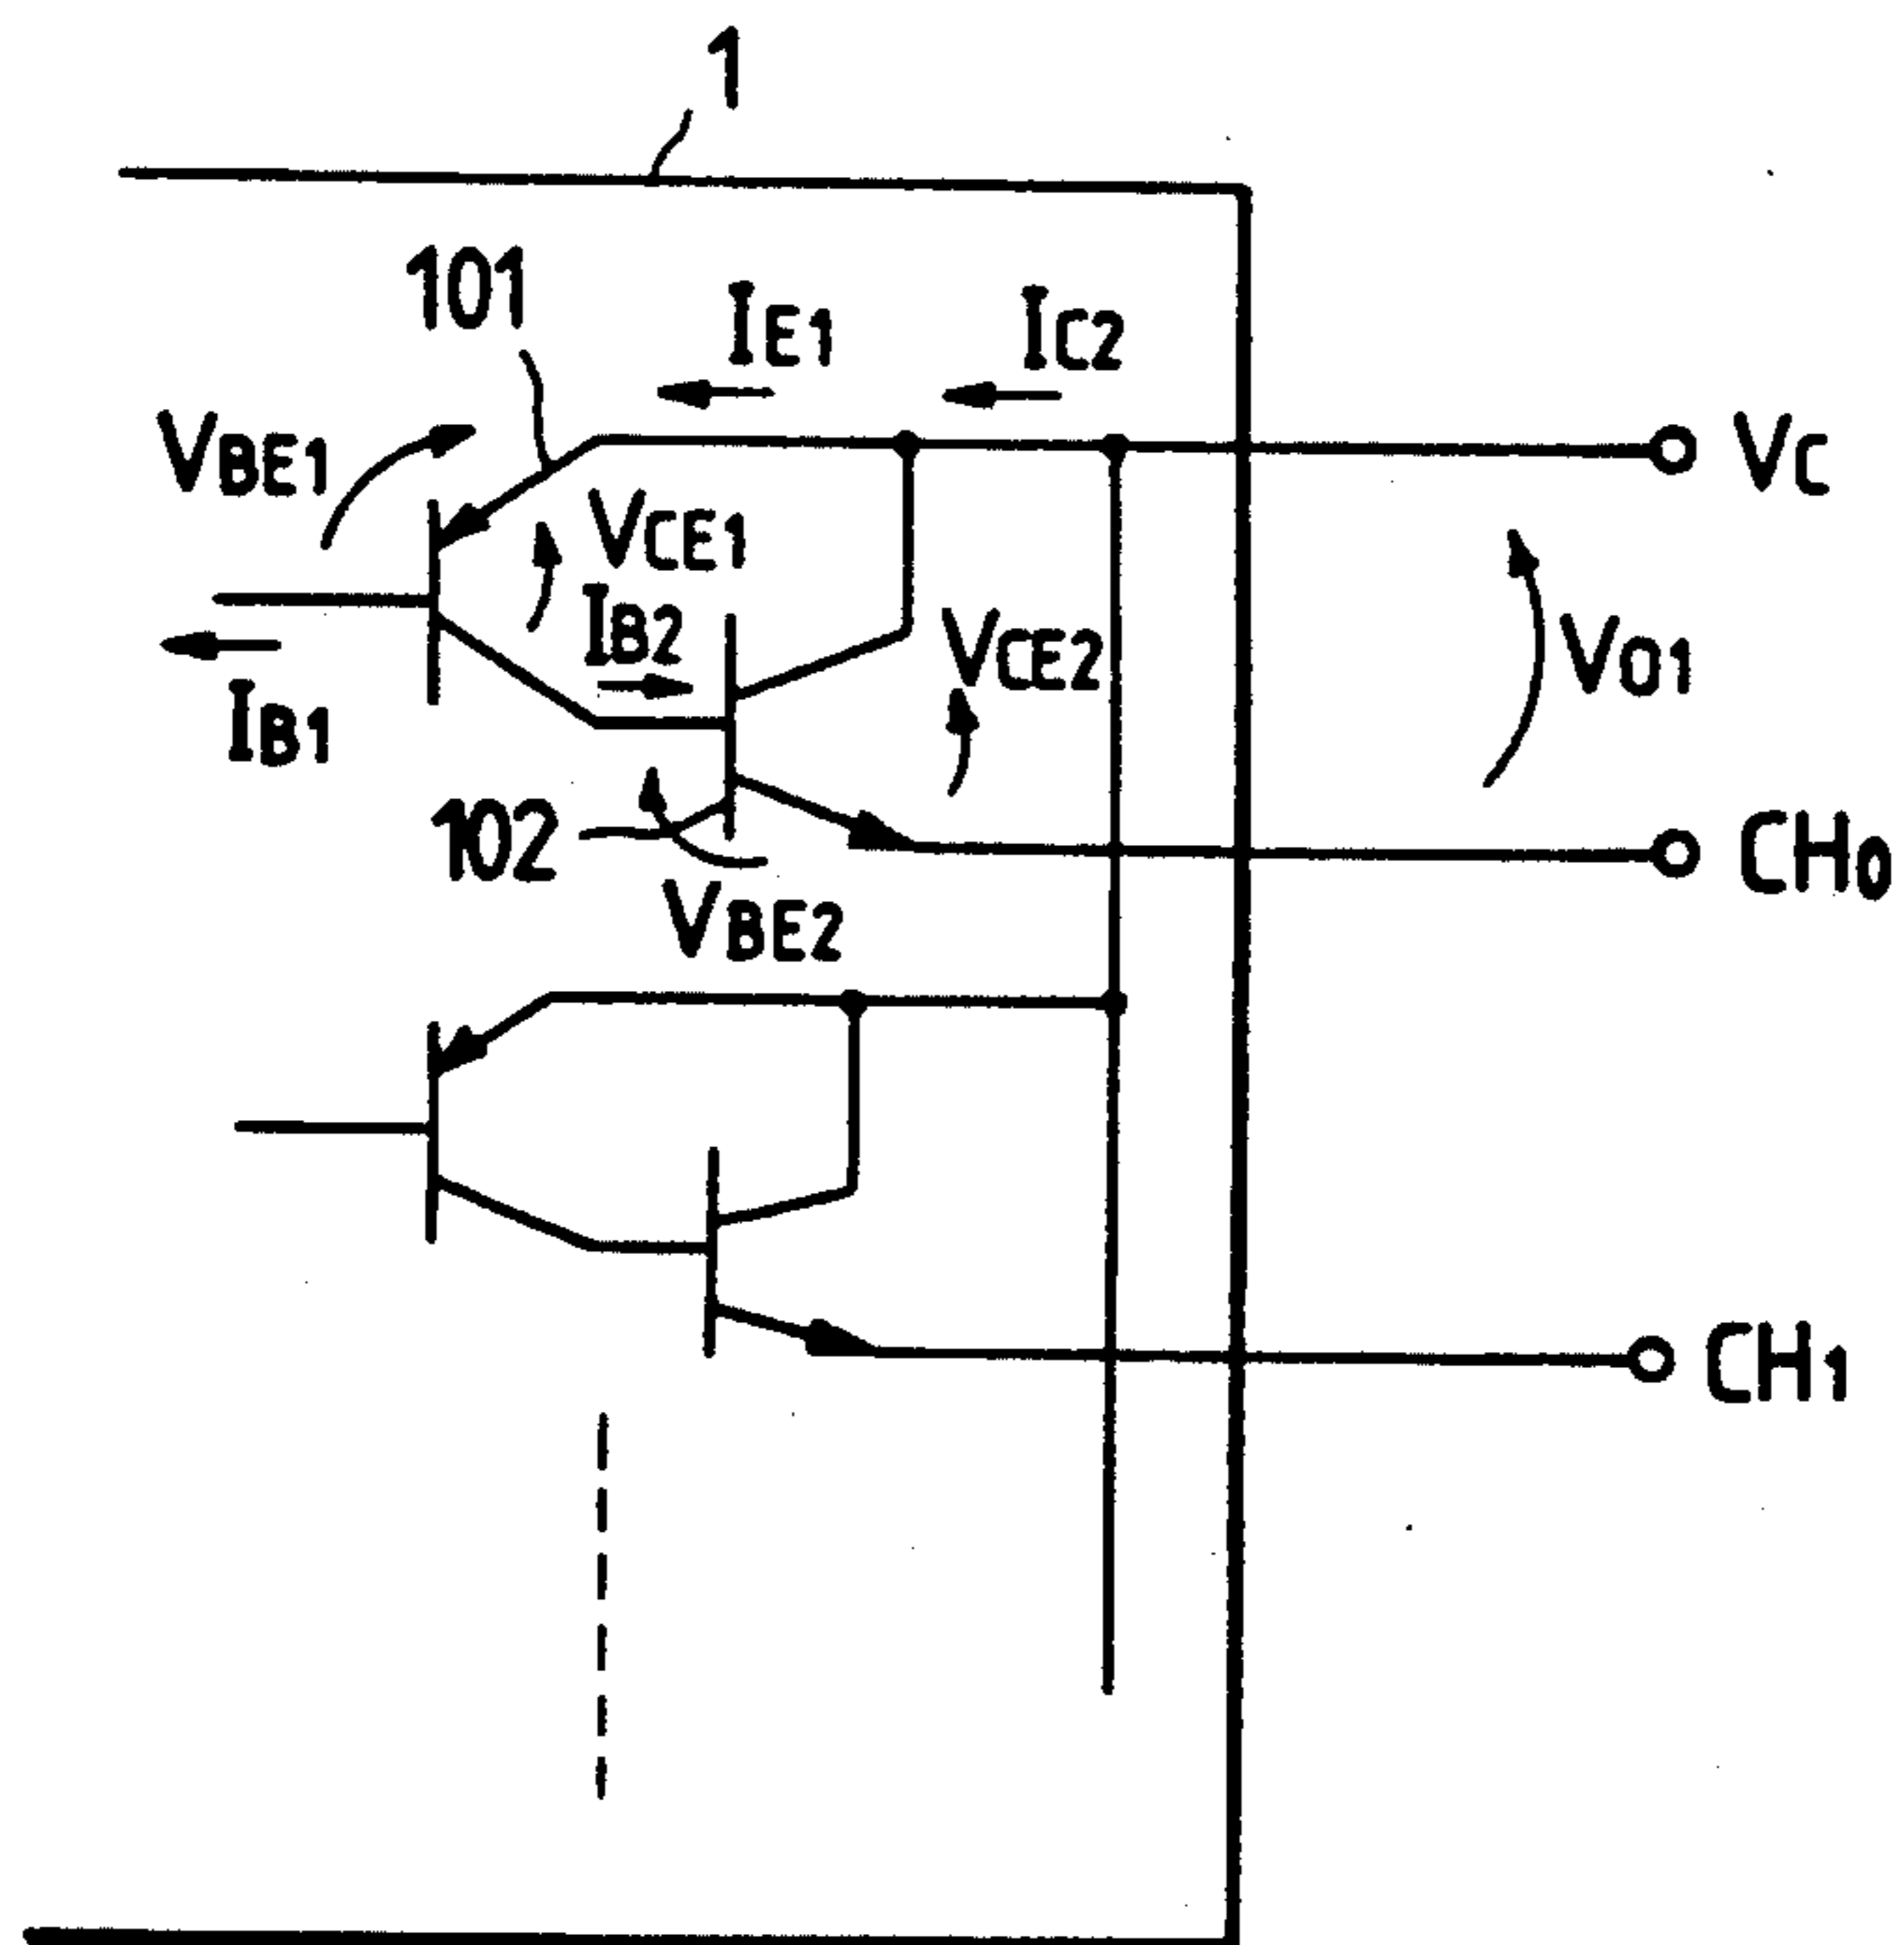 1
101
IE1
IC2
VBE1
VC
VCE1
IB2
VCE2
VO1
IB1
102
CH0
VBE2
CH1